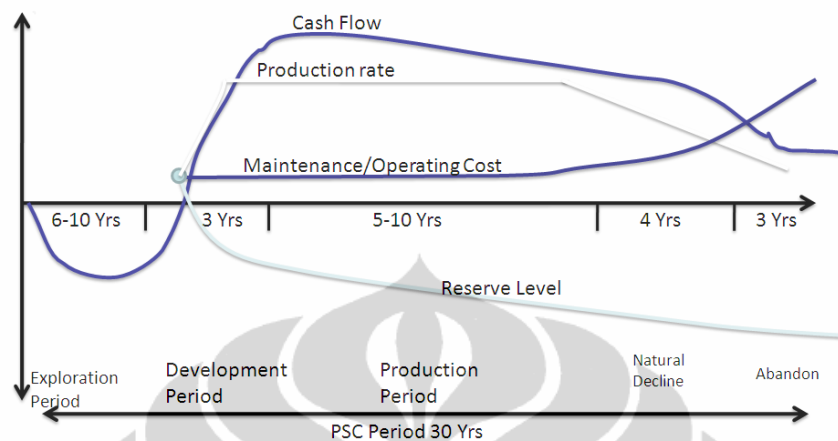 Cash Flow
Production rate
Maintenance/Operating Cost
6-10 Yrs
3 Yrs
5-10 Yrs
4 Yrs
3 Yrs
Reserve Level
Exploration
Period
Development
Period
Production
Period
Natural
Decline
Abandon
PSC Period 30 Yrs